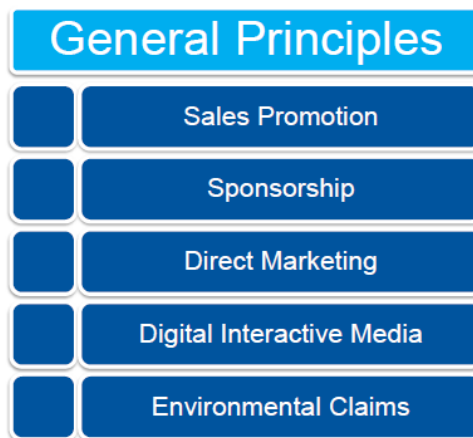 General Principles
Sales Promotion
Sponsorship
Direct Marketing
Digital Interactive Media
Environmental Claims